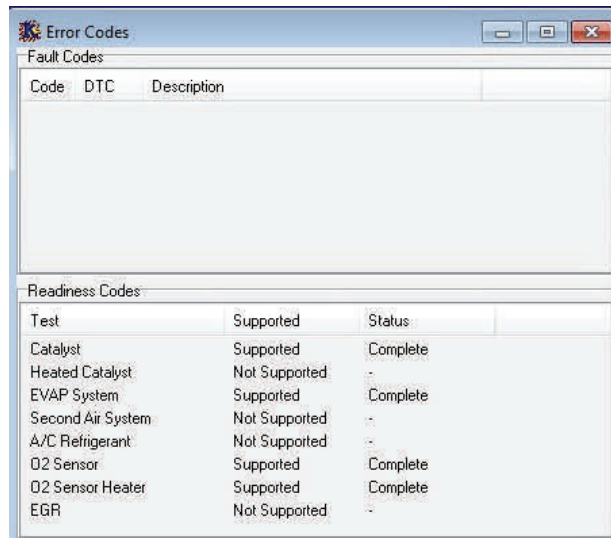 Error Codes
Fault Codes
Code DTC Description
Readiness Codes
Test Supported Status
Catalyst Supported Complete
Heated Catalyst Not Supported -
EVAP System Supported Complete
Second Air System Not Supported -
A/C Refrigerant Not Supported -
O2 Sensor Supported Complete
O2 Sensor Heater Supported Complete
EGR Not Supported -